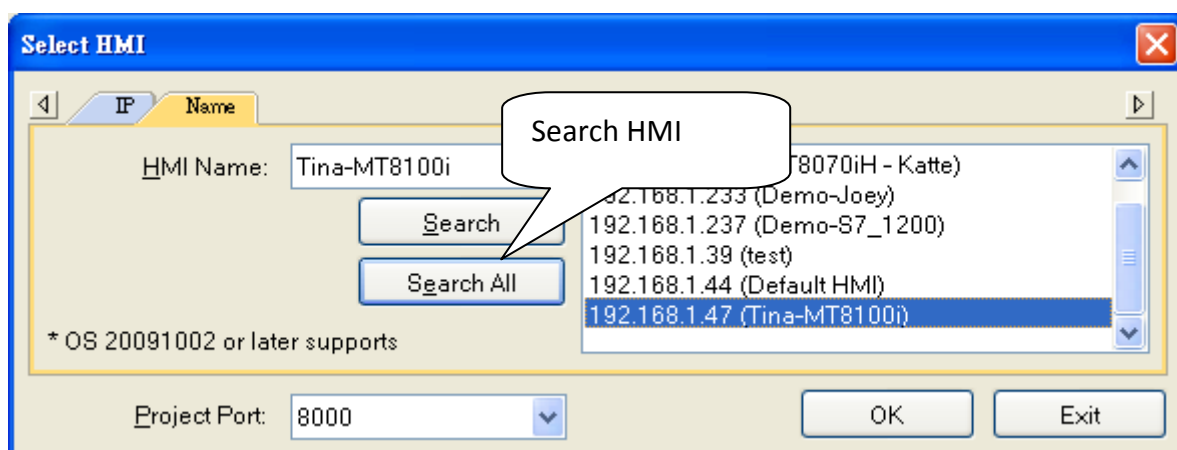 Select HMI
IP Name
Search HMI
HMI Name: Tina-MT8100i
Search
Search All
* OS 20091002 or later supports
T8070iH - Katte)
192.168.1.233 (Demo-Joey)
192.168.1.237 (Demo-S7_1200)
192.168.1.39 (test)
192.168.1.44 (Default HMI)
192.168.1.47 (Tina-MT8100i)
Project Port: 8000
OK Exit